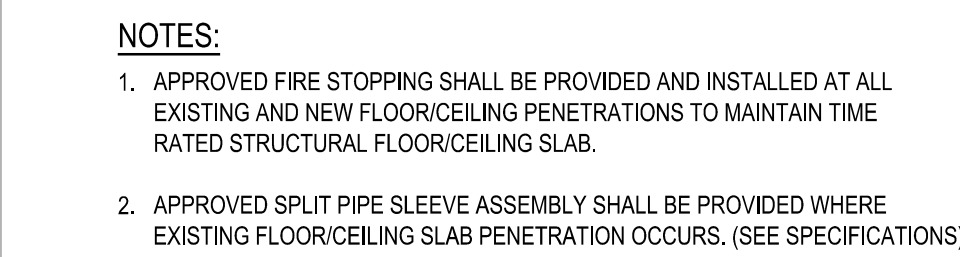 NOTES:
1. APPROVED FIRE STOPPING SHALL BE PROVIDED AND INSTALLED AT ALL
EXISTING AND NEW FLOOR/CEILING PENETRATIONS TO MAINTAIN TIME
RATED STRUCTURAL FLOOR/CEILING SLAB.
2. APPROVED SPLIT PIPE SLEEVE ASSEMBLY SHALL BE PROVIDED WHERE
EXISTING FLOOR/CEILING SLAB PENETRATION OCCURS. (SEE SPECIFICATIONS)